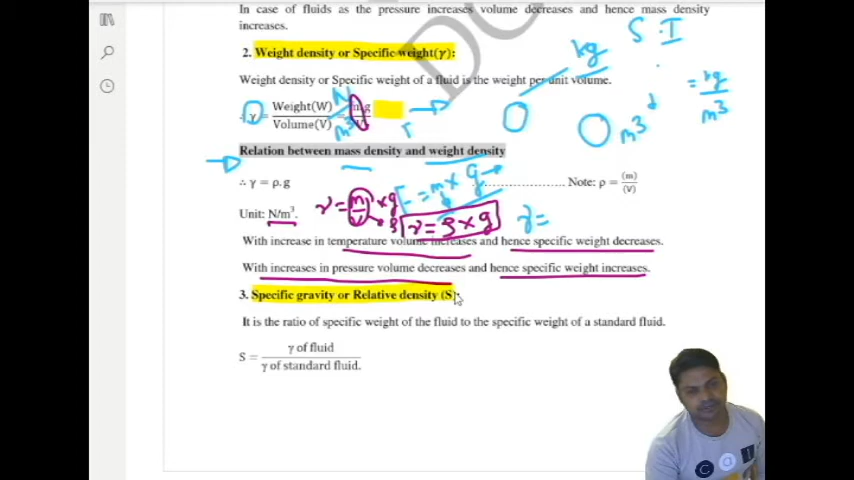 In case of fluids as the pressure increases volume decreases and hence mass density
increases.
2. Weight density or Specific weight(γ):
Weight density or Specific weight of a fluid is the weight per unit volume.
∴ γ = Weight(W) / Volume(V) = m.g / V
N / m³
S.I
kg
m³
= kg / m³
Relation between mass density and weight density
∴ γ = ρ.g .......................... Note: ρ = (m) / (V)
F = m × g
γ = m / V × g
γ = ρ × g
γ =
Unit: N/m³.
With increase in temperature volume increases and hence specific weight decreases.
With increases in pressure volume decreases and hence specific weight increases.
3. Specific gravity or Relative density (S):
It is the ratio of specific weight of the fluid to the specific weight of a standard fluid.
S = γ of fluid / γ of standard fluid.